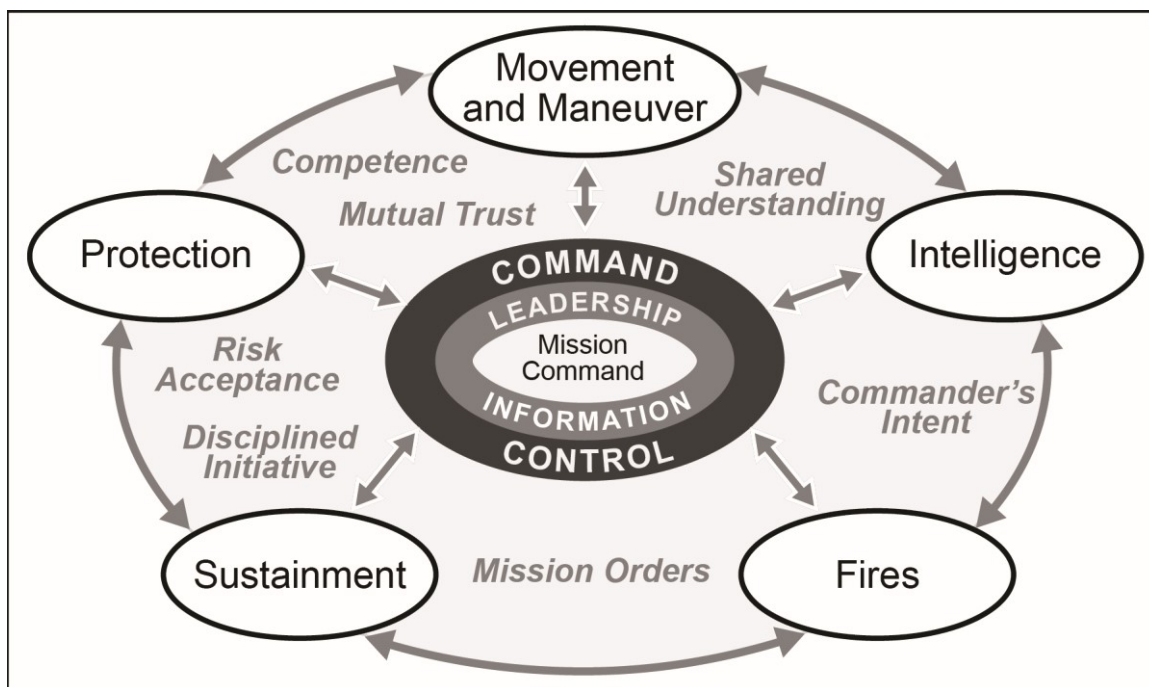 Movement
and Maneuver
Competence
Shared
Understanding
Mutual Trust
Protection
Intelligence
COMMAND
LEADERSHIP
Mission
Command
INFORMATION
CONTROL
Risk
Acceptance
Commander’s
Intent
Disciplined
Initiative
Sustainment
Mission Orders
Fires